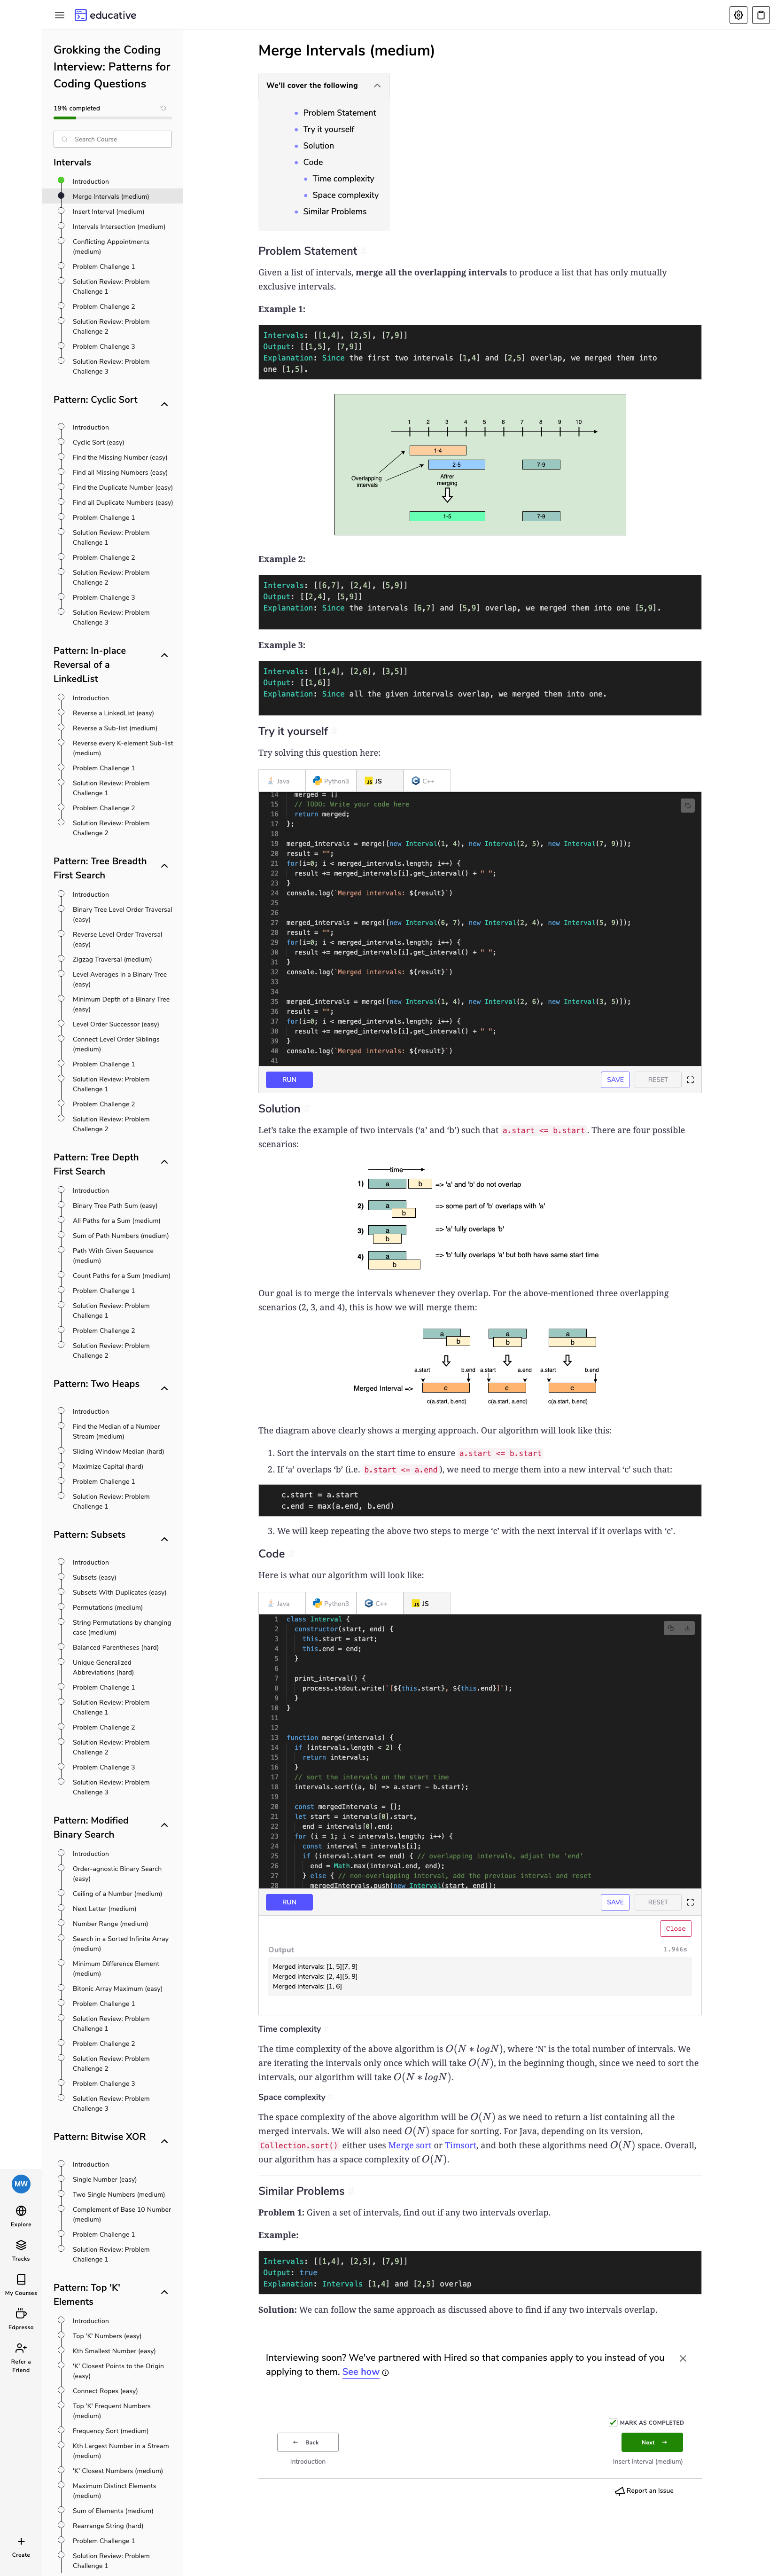 educative
Grokking the Coding
Interview: Patterns for
Coding Questions
19% completed
Search Course
Intervals
Introduction
Merge Intervals (medium)
Insert Interval (medium)
Intervals Intersection (medium)
Conflicting Appointments
(medium)
Problem Challenge 1
Solution Review: Problem
Challenge 1
Problem Challenge 2
Solution Review: Problem
Challenge 2
Problem Challenge 3
Solution Review: Problem
Challenge 3
Pattern: Cyclic Sort
Introduction
Cyclic Sort (easy)
Find the Missing Number (easy)
Find all Missing Numbers (easy)
Find the Duplicate Number (easy)
Find all Duplicate Numbers (easy)
Problem Challenge 1
Solution Review: Problem
Challenge 1
Problem Challenge 2
Solution Review: Problem
Challenge 2
Problem Challenge 3
Solution Review: Problem
Challenge 3
Pattern: In-place
Reversal of a
LinkedList
Introduction
Reverse a LinkedList (easy)
Reverse a Sub-list (medium)
Reverse every K-element Sub-list
(medium)
Problem Challenge 1
Solution Review: Problem
Challenge 1
Problem Challenge 2
Solution Review: Problem
Challenge 2
Pattern: Tree Breadth
First Search
Introduction
Binary Tree Level Order Traversal
(easy)
Reverse Level Order Traversal
(easy)
Zigzag Traversal (medium)
Level Averages in a Binary Tree
(easy)
Minimum Depth of a Binary Tree
(easy)
Level Order Successor (easy)
Connect Level Order Siblings
(medium)
Problem Challenge 1
Solution Review: Problem
Challenge 1
Problem Challenge 2
Solution Review: Problem
Challenge 2
Pattern: Tree Depth
First Search
Introduction
Binary Tree Path Sum (easy)
All Paths for a Sum (medium)
Sum of Path Numbers (medium)
Path With Given Sequence
(medium)
Count Paths for a Sum (medium)
Problem Challenge 1
Solution Review: Problem
Challenge 1
Problem Challenge 2
Solution Review: Problem
Challenge 2
Pattern: Two Heaps
Introduction
Find the Median of a Number
Stream (medium)
Sliding Window Median (hard)
Maximize Capital (hard)
Problem Challenge 1
Solution Review: Problem
Challenge 1
Pattern: Subsets
Introduction
Subsets (easy)
Subsets With Duplicates (easy)
Permutations (medium)
String Permutations by changing
case (medium)
Balanced Parentheses (hard)
Unique Generalized
Abbreviations (hard)
Problem Challenge 1
Solution Review: Problem
Challenge 1
Problem Challenge 2
Solution Review: Problem
Challenge 2
Problem Challenge 3
Solution Review: Problem
Challenge 3
Pattern: Modified
Binary Search
Introduction
Order-agnostic Binary Search
(easy)
Ceiling of a Number (medium)
Next Letter (medium)
Number Range (medium)
Search in a Sorted Infinite Array
(medium)
Minimum Difference Element
(medium)
Bitonic Array Maximum (easy)
Problem Challenge 1
Solution Review: Problem
Challenge 1
Problem Challenge 2
Solution Review: Problem
Challenge 2
Problem Challenge 3
Solution Review: Problem
Challenge 3
Pattern: Bitwise XOR
Introduction
Single Number (easy)
Two Single Numbers (medium)
Complement of Base 10 Number
(medium)
Problem Challenge 1
Solution Review: Problem
Challenge 1
Pattern: Top 'K'
Elements
Introduction
Top 'K' Numbers (easy)
Kth Smallest Number (easy)
'K' Closest Points to the Origin
(easy)
Connect Ropes (easy)
Top 'K' Frequent Numbers
(medium)
Frequency Sort (medium)
Kth Largest Number in a Stream
(medium)
'K' Closest Numbers (medium)
Maximum Distinct Elements
(medium)
Sum of Elements (medium)
Rearrange String (hard)
Problem Challenge 1
Solution Review: Problem
Challenge 1
MW
Explore
Tracks
My Courses
Edpresso
Refer a
Friend
Create
Merge Intervals (medium)
We'll cover the following
Problem Statement
Try it yourself
Solution
Code
Time complexity
Space complexity
Similar Problems
Problem Statement
Given a list of intervals, merge all the overlapping intervals to produce a list that has only mutually
exclusive intervals.
Example 1:
Intervals: [[1,4], [2,5], [7,9]]
Output: [[1,5], [7,9]]
Explanation: Since the first two intervals [1,4] and [2,5] overlap, we merged them into
one [1,5].
1 2 3 4 5 6 7 8 9 10
1-4
2-5 7-9
Overlapping
intervals
Aftrer
merging
1-5 7-9
Example 2:
Intervals: [[6,7], [2,4], [5,9]]
Output: [[2,4], [5,9]]
Explanation: Since the intervals [6,7] and [5,9] overlap, we merged them into one [5,9].
Example 3:
Intervals: [[1,4], [2,6], [3,5]]
Output: [[1,6]]
Explanation: Since all the given intervals overlap, we merged them into one.
Try it yourself
Try solving this question here:
Java Python3 JS C++
14 merged = []
15 // TODO: Write your code here
16 return merged;
17 };
18
19 merged_intervals = merge([new Interval(1, 4), new Interval(2, 5), new Interval(7, 9)]);
20 result = "";
21 for(i=0; i < merged_intervals.length; i++) {
22 result += merged_intervals[i].get_interval() + " ";
23 }
24 console.log(`Merged intervals: ${result}`)
25
26
27 merged_intervals = merge([new Interval(6, 7), new Interval(2, 4), new Interval(5, 9)]);
28 result = "";
29 for(i=0; i < merged_intervals.length; i++) {
30 result += merged_intervals[i].get_interval() + " ";
31 }
32 console.log(`Merged intervals: ${result}`)
33
34
35 merged_intervals = merge([new Interval(1, 4), new Interval(2, 6), new Interval(3, 5)]);
36 result = "";
37 for(i=0; i < merged_intervals.length; i++) {
38 result += merged_intervals[i].get_interval() + " ";
39 }
40 console.log(`Merged intervals: ${result}`)
41
RUN SAVE RESET
Solution
Let's take the example of two intervals ('a' and 'b') such that a.start <= b.start. There are four possible
scenarios:
time
1) a b => 'a' and 'b' do not overlap
2) a b => some part of 'b' overlaps with 'a'
3) a b => 'a' fully overlaps 'b'
4) a b => 'b' fully overlaps 'a' but both have same start time
Our goal is to merge the intervals whenever they overlap. For the above-mentioned three overlapping
scenarios (2, 3, and 4), this is how we will merge them:
a a a
b b b
a.start b.end a.start a.end a.start b.end
Merged Interval => c c c
c(a.start, b.end) c(a.start, a.end) c(a.start, b.end)
The diagram above clearly shows a merging approach. Our algorithm will look like this:
1. Sort the intervals on the start time to ensure a.start <= b.start
2. If 'a' overlaps 'b' (i.e. b.start <= a.end), we need to merge them into a new interval 'c' such that:
c.start = a.start
c.end = max(a.end, b.end)
3. We will keep repeating the above two steps to merge 'c' with the next interval if it overlaps with 'c'.
Code
Here is what our algorithm will look like:
Java Python3 C++ JS
1 class Interval {
2 constructor(start, end) {
3 this.start = start;
4 this.end = end;
5 }
6
7 print_interval() {
8 process.stdout.write(`[${this.start}, ${this.end}]`);
9 }
10 }
11
12
13 function merge(intervals) {
14 if (intervals.length < 2) {
15 return intervals;
16 }
17 // sort the intervals on the start time
18 intervals.sort((a, b) => a.start - b.start);
19
20 const mergedIntervals = [];
21 let start = intervals[0].start,
22 end = intervals[0].end;
23 for (i = 1; i < intervals.length; i++) {
24 const interval = intervals[i];
25 if (interval.start <= end) { // overlapping intervals, adjust the 'end'
26 end = Math.max(interval.end, end);
27 } else { // non-overlapping interval, add the previous interval and reset
28 mergedIntervals.push(new Interval(start, end));
RUN SAVE RESET
Close
Output 1.946s
Merged intervals: [1, 5][7, 9]
Merged intervals: [2, 4][5, 9]
Merged intervals: [1, 6]
Time complexity
The time complexity of the above algorithm is O(N * logN), where 'N' is the total number of intervals. We
are iterating the intervals only once which will take O(N), in the beginning though, since we need to sort
the intervals, our algorithm will take O(N * logN).
Space complexity
The space complexity of the above algorithm will be O(N) as we need to return a list containing all the
merged intervals. We will also need O(N) space for sorting. For Java, depending on its version,
Collection.sort() either uses Merge sort or Timsort, and both these algorithms need O(N) space. Overall,
our algorithm has a space complexity of O(N).
Similar Problems
Problem 1: Given a set of intervals, find out if any two intervals overlap.
Example:
Intervals: [[1,4], [2,5], [7,9]]
Output: true
Explanation: Intervals [1,4] and [2,5] overlap
Solution: We can follow the same approach as discussed above to find if any two intervals overlap.
Interviewing soon? We've partnered with Hired so that companies apply to you instead of you
applying to them. See how
MARK AS COMPLETED
Back Next
Introduction Insert Interval (medium)
Report an Issue